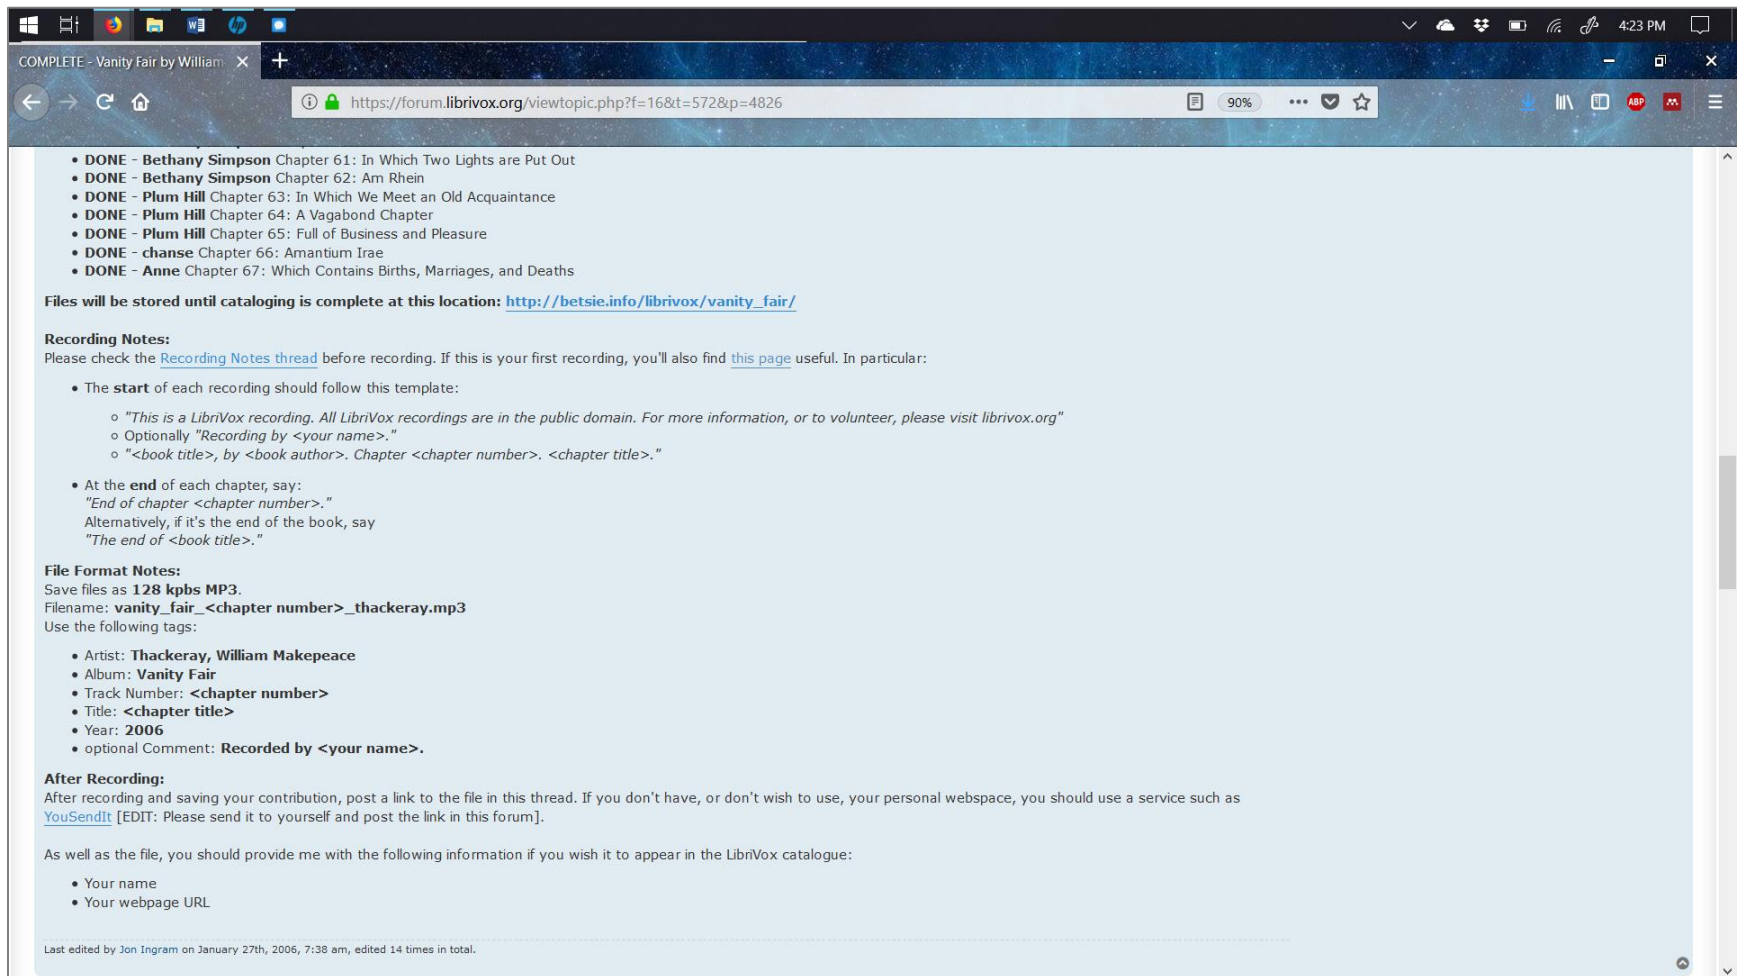 4:23 PM
COMPLETE - Vanity Fair by William
https://forum.librivox.org/viewtopic.php?f=16&t=572&p=4826
90%
ABP
• DONE - Bethany Simpson Chapter 61: In Which Two Lights are Put Out
• DONE - Bethany Simpson Chapter 62: Am Rhein
• DONE - Plum Hill Chapter 63: In Which We Meet an Old Acquaintance
• DONE - Plum Hill Chapter 64: A Vagabond Chapter
• DONE - Plum Hill Chapter 65: Full of Business and Pleasure
• DONE - chanse Chapter 66: Amantium Irae
• DONE - Anne Chapter 67: Which Contains Births, Marriages, and Deaths
Files will be stored until cataloging is complete at this location: http://betsie.info/librivox/vanity_fair/
Recording Notes:
Please check the Recording Notes thread before recording. If this is your first recording, you'll also find this page useful. In particular:
• The start of each recording should follow this template:
○ "This is a LibriVox recording. All LibriVox recordings are in the public domain. For more information, or to volunteer, please visit librivox.org"
○ Optionally "Recording by <your name>."
○ "<book title>, by <book author>. Chapter <chapter number>. <chapter title>."
• At the end of each chapter, say:
"End of chapter <chapter number>."
Alternatively, if it's the end of the book, say
"The end of <book title>."
File Format Notes:
Save files as 128 kpbs MP3.
Filename: vanity_fair_<chapter number>_thackeray.mp3
Use the following tags:
• Artist: Thackeray, William Makepeace
• Album: Vanity Fair
• Track Number: <chapter number>
• Title: <chapter title>
• Year: 2006
• optional Comment: Recorded by <your name>.
After Recording:
After recording and saving your contribution, post a link to the file in this thread. If you don't have, or don't wish to use, your personal webspace, you should use a service such as
YouSendIt [EDIT: Please send it to yourself and post the link in this forum].
As well as the file, you should provide me with the following information if you wish it to appear in the LibriVox catalogue:
• Your name
• Your webpage URL
Last edited by Jon Ingram on January 27th, 2006, 7:38 am, edited 14 times in total.